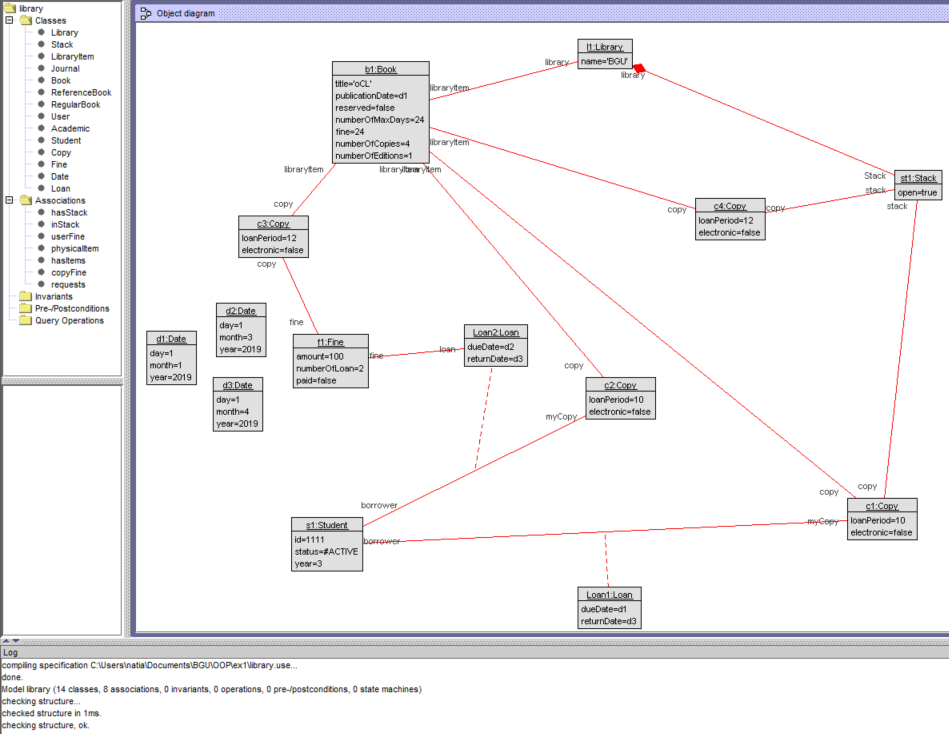 library
Classes
Library
Stack
LibraryItem
Journal
Book
ReferenceBook
RegularBook
User
Academic
Student
Copy
Fine
Date
Loan
Associations
hasStack
inStack
userFine
physicalItem
hasItems
copyFine
requests
Invariants
Pre-/Postconditions
Query Operations
Object diagram
l1:Library
name='BGU'
library
library
b1:Book
title='oCL'
publicationDate=d1
reserved=false
numberOfMaxDays=24
fine=24
numberOfCopies=4
numberOfEditions=1
libraryItem
libraryItem
libraryItem
libraryItem
Stack
stack
stack
st1:Stack
open=true
c4:Copy
loanPeriod=12
electronic=false
copy
copy
copy
c3:Copy
loanPeriod=12
electronic=false
copy
fine
d2:Date
day=1
month=3
year=2019
d1:Date
day=1
month=1
year=2019
d3:Date
day=1
month=4
year=2019
f1:Fine
amount=100
numberOfLoan=2
paid=false
fine
loan
Loan2:Loan
dueDate=d2
returnDate=d3
copy
c2:Copy
loanPeriod=10
electronic=false
myCopy
borrower
s1:Student
id=1111
status=#ACTIVE
year=3
borrower
copy
copy
c1:Copy
loanPeriod=10
electronic=false
myCopy
Loan1:Loan
dueDate=d1
returnDate=d3
Log
compiling specification C:\Users\natia\Documents\BGU\OOP\ex1\library.use...
done.
Model library (14 classes, 8 associations, 0 invariants, 0 operations, 0 pre-/postconditions, 0 state machines)
checking structure...
checked structure in 1ms.
checking structure, ok.